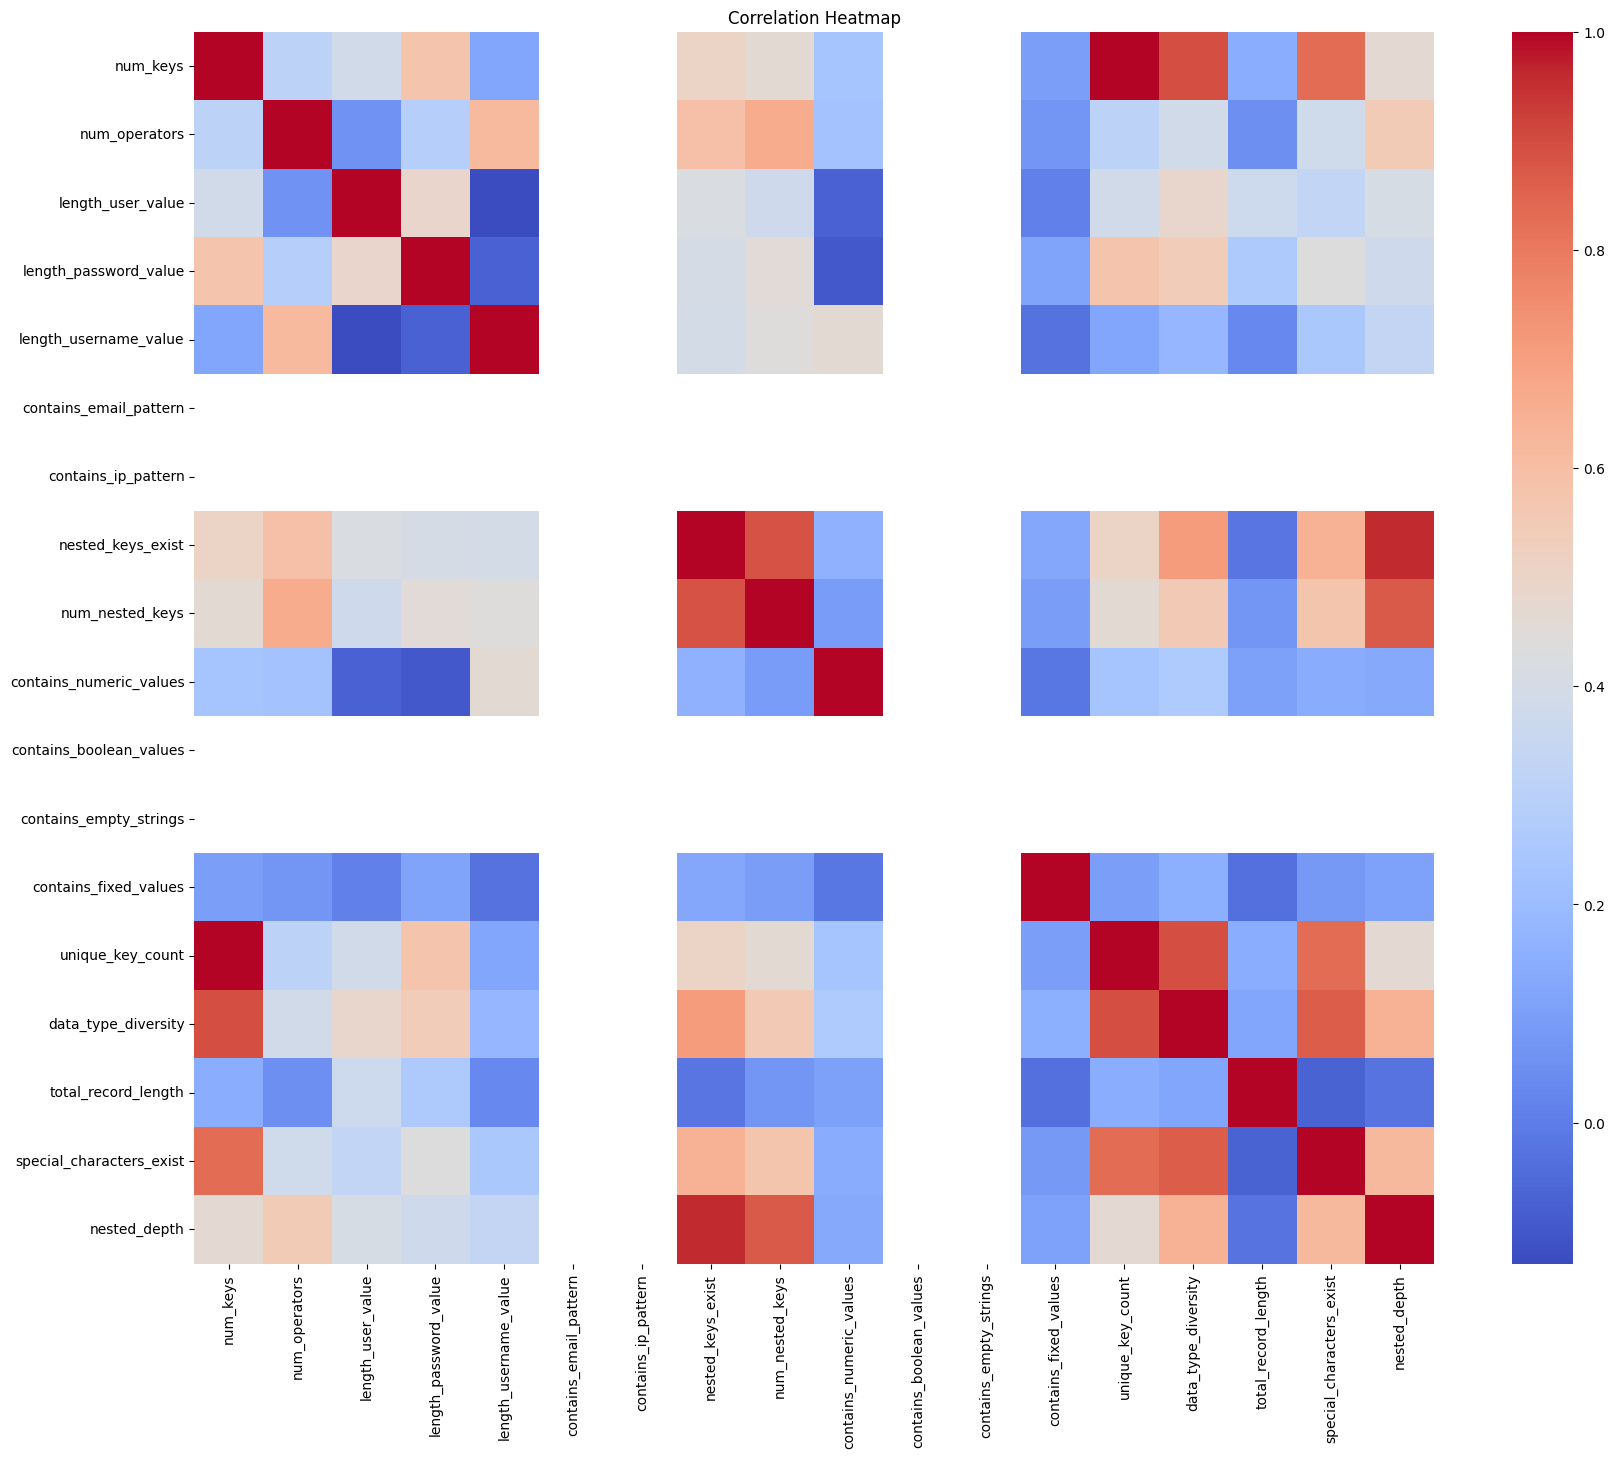 Correlation Heatmap
num_keys
num_operators
length_user_value
length_password_value
length_username_value
contains_email_pattern
contains_ip_pattern
nested_keys_exist
num_nested_keys
contains_numeric_values
contains_boolean_values
contains_empty_strings
contains_fixed_values
unique_key_count
data_type_diversity
total_record_length
special_characters_exist
nested_depth
num_keys
num_operators
length_user_value
length_password_value
length_username_value
contains_email_pattern
contains_ip_pattern
nested_keys_exist
num_nested_keys
contains_numeric_values
contains_boolean_values
contains_empty_strings
contains_fixed_values
unique_key_count
data_type_diversity
total_record_length
special_characters_exist
nested_depth
1.0
0.8
0.6
0.4
0.2
0.0